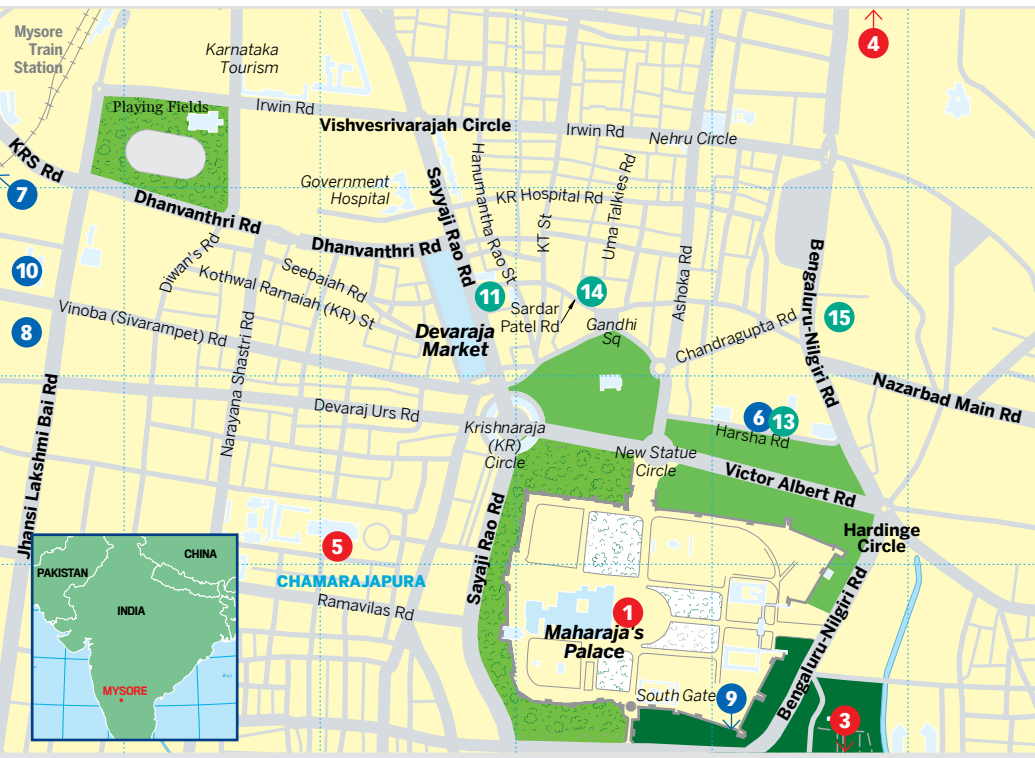 Mysore
Train
Station
Karnataka
Tourism
4
Playing Fields
Irwin Rd
Vishvesrivarajah Circle
Irwin Rd
Nehru Circle
KRS Rd
7
Government
Hospital
Dhanvanthri Rd
Dhanvanthri Rd
Sayyaji Rao Rd
Hanumantha Rao St
KR Hospital Rd
KT St
Uma Talkies Rd
Ashoka Rd
Bengaluru-Nilgiri Rd
10
8
Diwan's Rd
Seebaiah Rd
Kothwal Ramaiah (KR) St
Vinoba (Sivarampet) Rd
Narayana Shastri Rd
11
Sardar
Patel Rd
14
Gandhi
Sq
15
Chandragupta Rd
Devaraja
Market
Nazarbad Main Rd
Devaraj Urs Rd
Krishnaraja
(KR)
Circle
6
13
Harsha Rd
New Statue
Circle
Victor Albert Rd
Jhansi Lakshmi Bai Rd
Sayaji Rao Rd
Hardinge
Circle
5
CHAMARAJAPURA
Ramavilas Rd
1
Maharaja's
Palace
South Gate
9
Bengaluru-Nilgiri Rd
3
CHINA
PAKISTAN
INDIA
MYSORE